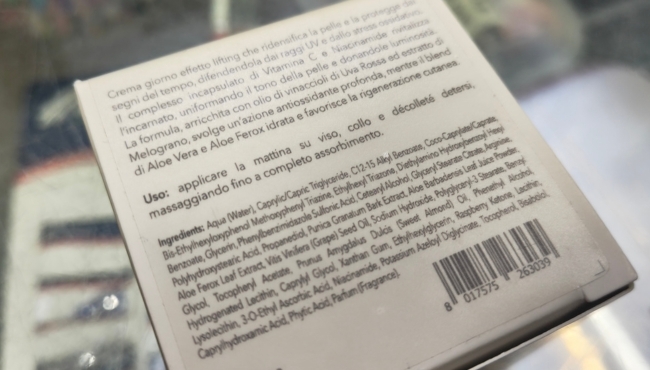 Crema giorno effetto lifting che ridensifica la pelle e la protegge dai
segni del tempo, difendendola dai raggi UV e dallo stress ossidativo.
Il complesso incapsulato di Vitamina C e Niacinamide rivitalizza
l'incarnato, uniformando il tono della pelle e donandole luminosità.
La formula, arricchita con olio di vinaccioli di Uva Rossa ed estratto di
Melograno, svolge un'azione antiossidante profonda, mentre il blend
di Aloe Vera e Aloe Ferox idrata e favorisce la rigenerazione cutanea.
Uso: applicare la mattina su viso, collo e décolleté detersi,
massaggiando fino a completo assorbimento.
Ingredients: Aqua (Water), Caprylic/Capric Triglyceride, C12-15 Alkyl Benzoate, Coco-Caprylate/Caprate,
Bis-Ethylhexyloxyphenol Methoxyphenyl Triazine, Ethylhexyl Triazone, Diethylamino Hydroxybenzoyl Hexyl
Benzoate, Glycerin, Phenylbenzimidazole Sulfonic Acid, Cetearyl Alcohol, Glyceryl Stearate Citrate, Arginine,
Polyhydroxystearic Acid, Propanediol, Punica Granatum Bark Extract, Aloe Barbadensis Leaf Juice Powder,
Aloe Ferox Leaf Extract, Vitis Vinifera (Grape) Seed Oil, Sodium Hydroxide, Polyglyceryl-3 Stearate, Benzyl
Glycol, Tocopheryl Acetate, Prunus Amygdalus Dulcis (Sweet Almond) Oil, Phenethyl Alcohol,
Hydrogenated Lecithin, Caprylyl Glycol, Xanthan Gum, Ethylhexylglycerin, Raspberry Ketone, Lecithin,
Lysolecithin, 3-O-Ethyl Ascorbic Acid, Niacinamide, Potassium Azeloyl Diglycinate, Tocopherol, Bisabolol,
Caprylhydroxamic Acid, Phytic Acid, Parfum (Fragrance).
8 017575 263039